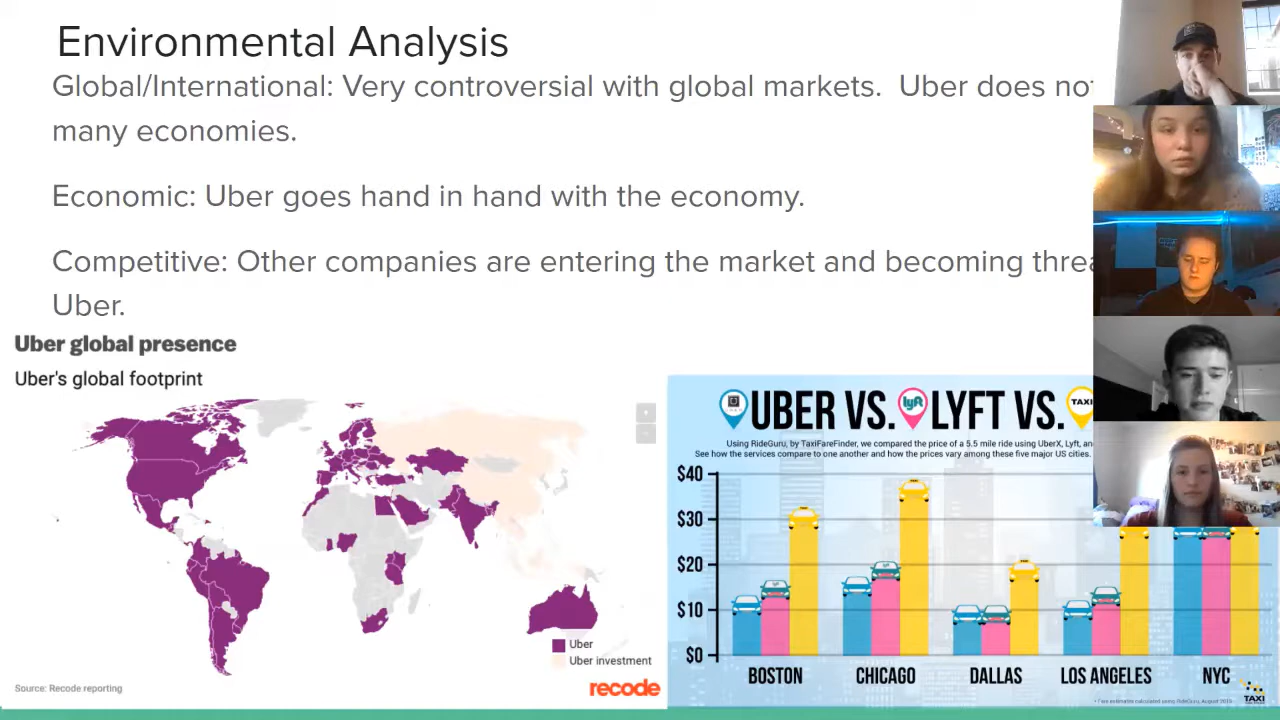 Environmental Analysis
Global/International: Very controversial with global markets. Uber does not
many economies.
Economic: Uber goes hand in hand with the economy.
Competitive: Other companies are entering the market and becoming
Uber.
Uber global presence
Uber's global footprint
Uber
Uber investment
Source: Recode reporting
recode
UBER VS. lyft LYFT VS. TAXI
Using RideGuru, by TaxiFareFinder, we compared the price of a 5.5 mile ride using UberX, Lyft,
See how the services compare to one another and how the prices vary among these five major US cities.
$40
$30
$20
$10
$0
BOSTON CHICAGO DALLAS LOS ANGELES NYC
TAXI